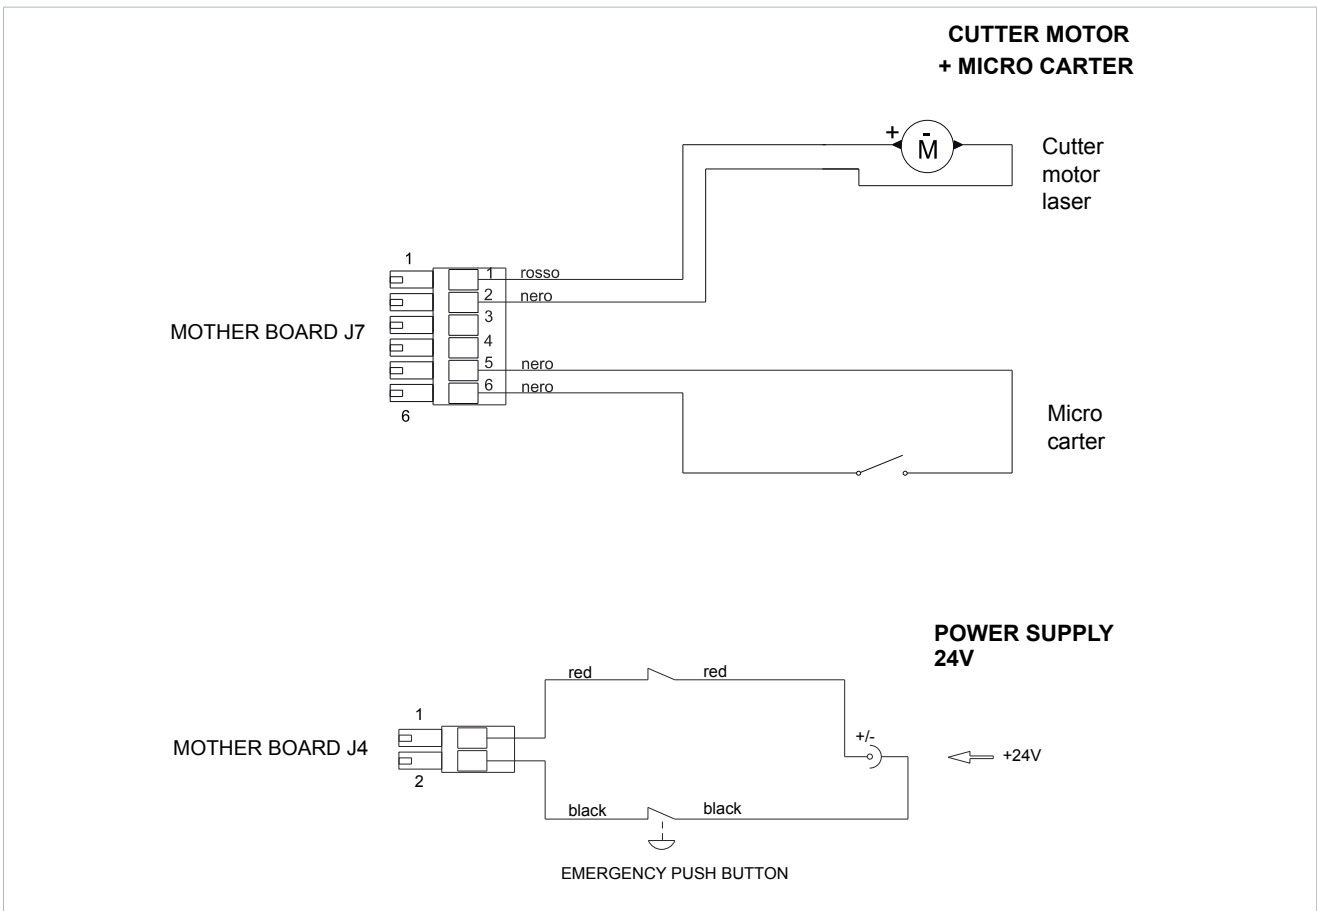 CUTTER MOTOR
+ MICRO CARTER
+
-
M
Cutter
motor
laser
1
1 rosso
2 nero
3
MOTHER BOARD J7
4
5 nero
6 nero
6
Micro
carter
POWER SUPPLY
24V
red red
1
+/-
MOTHER BOARD J4
+24V
2
black black
EMERGENCY PUSH BUTTON